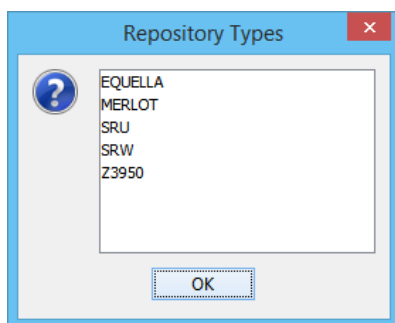 Repository Types
EQUELLA
MERLOT
SRU
SRW
Z3950
OK